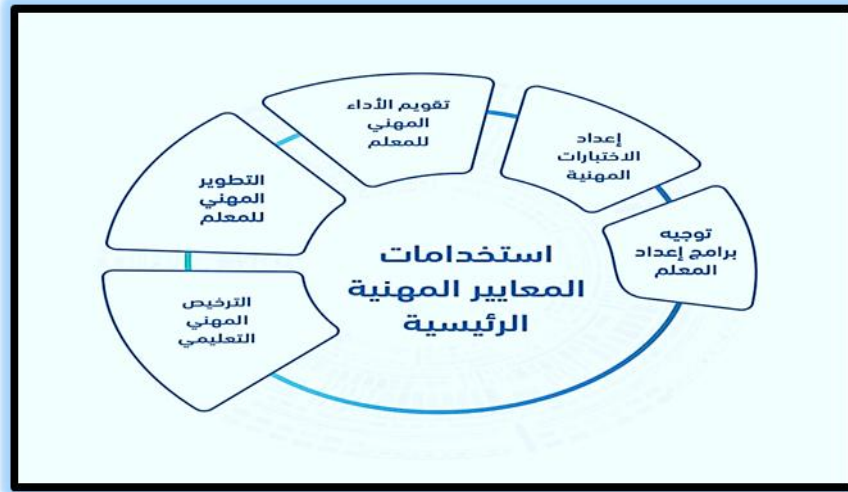 استخدامات
المعايير المهنية
الرئيسية
توجيه
برامج إعداد
المعلم
إعداد
الاختبارات
المهنية
تقويم الأداء
المهني
للمعلم
التطوير
المهني
للمعلم
الترخيص
المهني
التعليمي